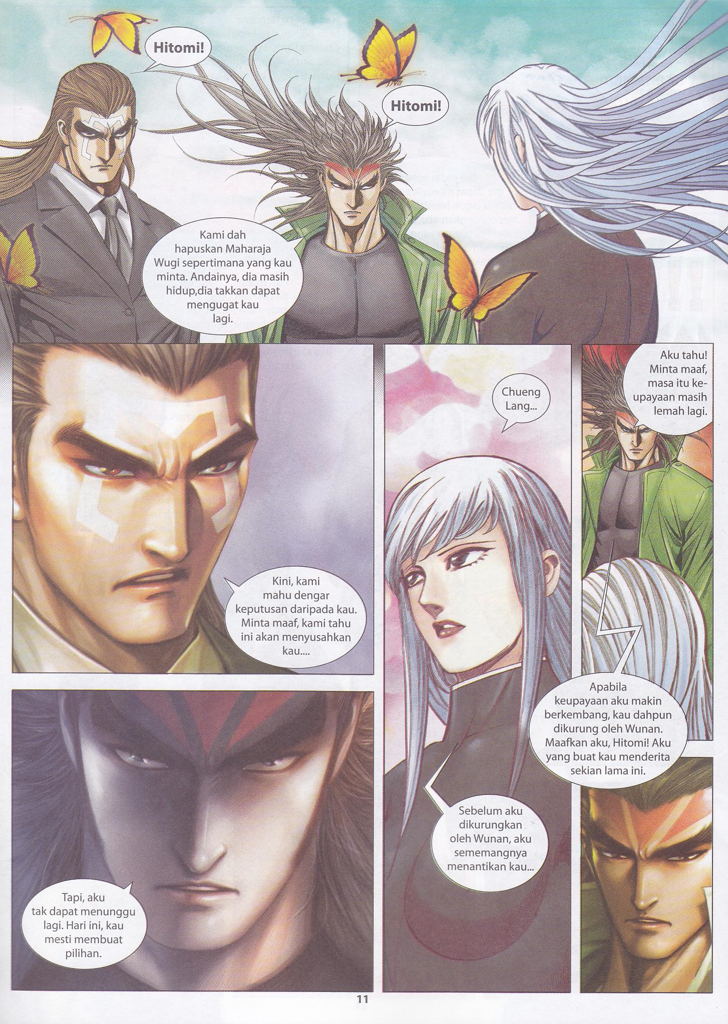 Hitomi!
Hitomi!
Kami dah
hapuskan Maharaja
Wugi sepertimana yang kau
minta. Andainya, dia masih
hidup,dia takkan dapat
mengugat kau
lagi.
Kini, kami
mahu dengar
keputusan daripada kau.
Minta maaf, kami tahu
ini akan menyusahkan
kau....
Tapi, aku
tak dapat menunggu
lagi. Hari ini, kau
mesti membuat
pilihan.
Chueng
Lang...
Sebelum aku
dikurungkan
oleh Wunan, aku
sememangnya
menantikan kau...
Aku tahu!
Minta maaf,
masa itu ke-
upayaan masih
lemah lagi.
Apabila
keupayaan aku makin
berkembang, kau dahpun
dikurung oleh Wunan.
Maafkan aku, Hitomi! Aku
yang buat kau menderita
sekian lama ini.
11